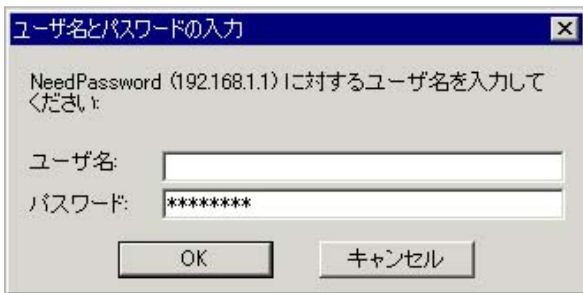 ユーザ名とパスワードの入力
NeedPassword (192.168.1.1) に対するユーザ名を入力して
ください:
ユーザ名:
パスワード: ********
OK キャンセル